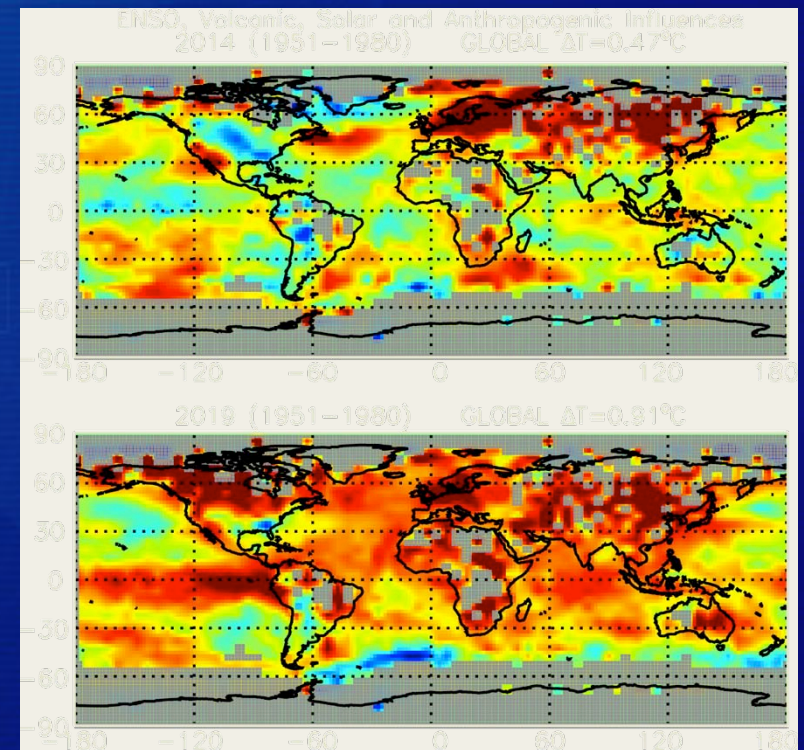 ENSO, Volcanic, Solar and Anthropogenic Influences
2014 (1951-1980) GLOBAL ΔT=0.47°C
90
60
30
0
-30
-60
-90
-180 -120 -60 0 60 120 180
2019 (1951-1980) GLOBAL ΔT=0.91°C
90
60
30
0
-30
-60
-90
-180 -120 -60 0 60 120 180